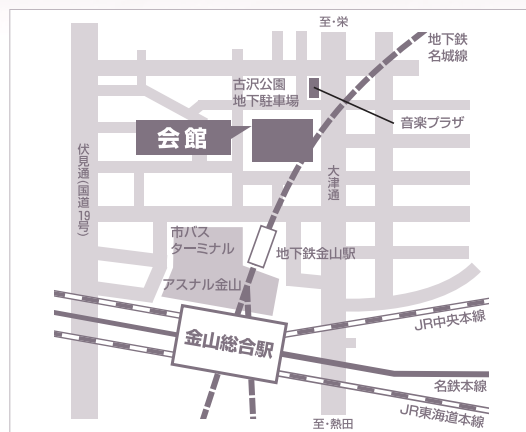 至・栄
地下鉄
名城線
古沢公園
地下駐車場
音楽プラザ
会館
伏見通(国道19号)
大津通
市バス
ターミナル
地下鉄金山駅
アスナル金山
金山総合駅
JR中央本線
名鉄本線
JR東海道本線
至・熱田